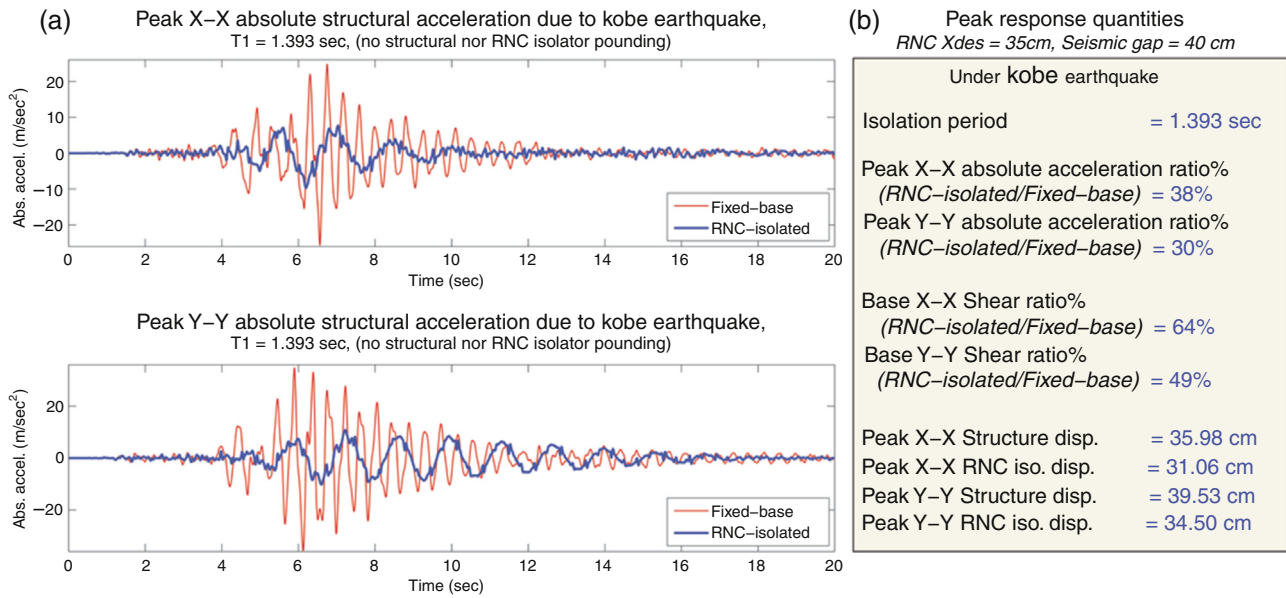 (a)
Peak X−X absolute structural acceleration due to kobe earthquake,
T1 = 1.393 sec, (no structural nor RNC isolator pounding)
Abs. accel. (m/sec²)
20
10
0
−10
−20
Fixed−base
RNC−isolated
0 2 4 6 8 10 12 14 16 18 20
Time (sec)
Peak Y−Y absolute structural acceleration due to kobe earthquake,
T1 = 1.393 sec, (no structural nor RNC isolator pounding)
Abs. accel. (m/sec²)
20
0
−20
Fixed−base
RNC−isolated
0 2 4 6 8 10 12 14 16 18 20
Time (sec)
(b)
Peak response quantities
RNC Xdes = 35cm, Seismic gap = 40 cm
Under kobe earthquake
Isolation period = 1.393 sec
Peak X−X absolute acceleration ratio%
(RNC−isolated/Fixed−base) = 38%
Peak Y−Y absolute acceleration ratio%
(RNC−isolated/Fixed−base) = 30%
Base X−X Shear ratio%
(RNC−isolated/Fixed−base) = 64%
Base Y−Y Shear ratio%
(RNC−isolated/Fixed−base) = 49%
Peak X−X Structure disp. = 35.98 cm
Peak X−X RNC iso. disp. = 31.06 cm
Peak Y−Y Structure disp. = 39.53 cm
Peak Y−Y RNC iso. disp. = 34.50 cm